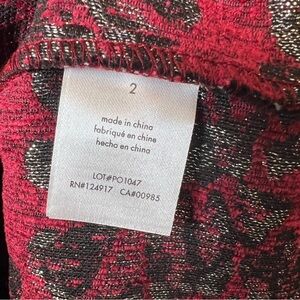 2
made in china
fabriqué en chine
hecho en china
LOT#PO1047
RN#124917 CA#00985